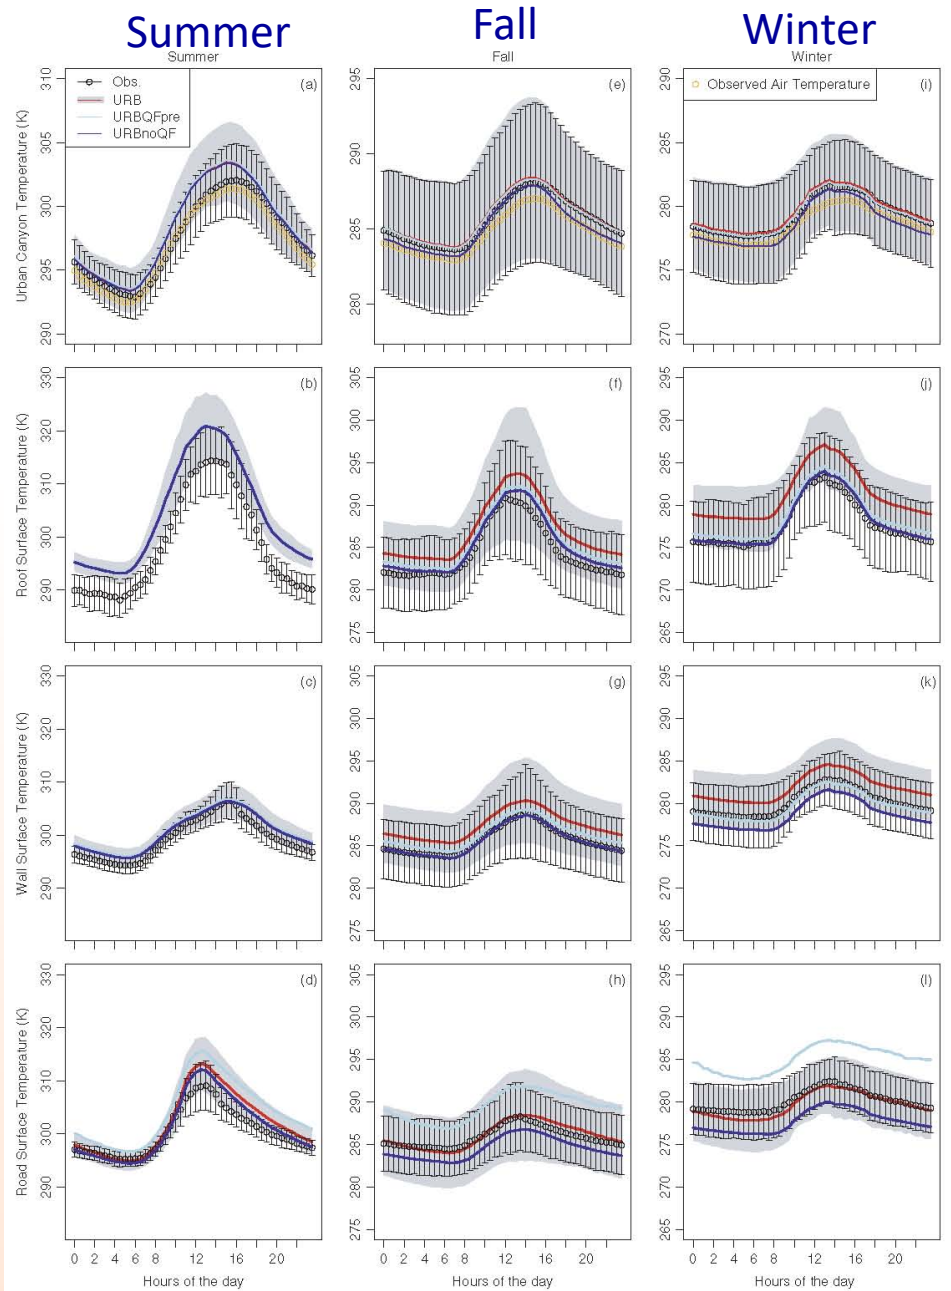 Summer
Fall
Winter
Summer
Fall
Winter
Urban Canyon Temperature (K)
310
305
300
295
290
Obs.
URB
URBQFpre
URBnoQF
(a)
295
290
285
280
(e)
290
285
280
275
270
Observed Air Temperature
(i)
Roof Surface Temperature (K)
330
320
310
300
290
(b)
305
300
295
290
285
280
275
(f)
295
290
285
280
275
270
265
(j)
Wall Surface Temperature (K)
330
320
310
300
290
(c)
305
300
295
290
285
280
275
(g)
295
290
285
280
275
270
265
(k)
Road Surface Temperature (K)
330
320
310
300
290
(d)
305
300
295
290
285
280
275
(h)
295
290
285
280
275
270
265
(l)
0 2 4 6 8 12 16 20
0 2 4 6 8 12 16 20
0 2 4 6 8 12 16 20
Hours of the day
Hours of the day
Hours of the day